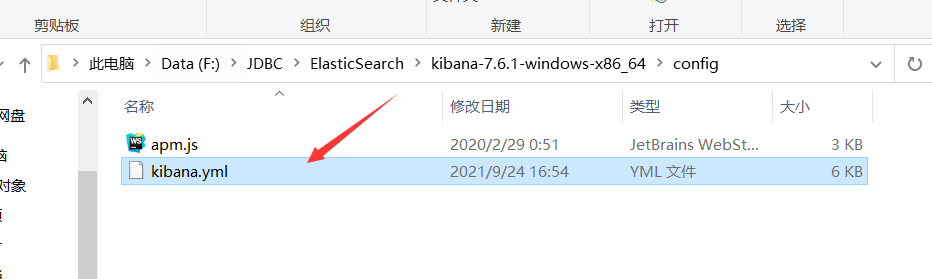 剪贴板 组织 新建 打开 选择
此电脑 Data (F:) JDBC ElasticSearch kibana-7.6.1-windows-x86_64 config
名称 修改日期 类型 大小
网盘
apm.js 2020/2/29 0:51 JetBrains WebSt... 3 KB
kibana.yml 2021/9/24 16:54 YML 文件 6 KB
对象